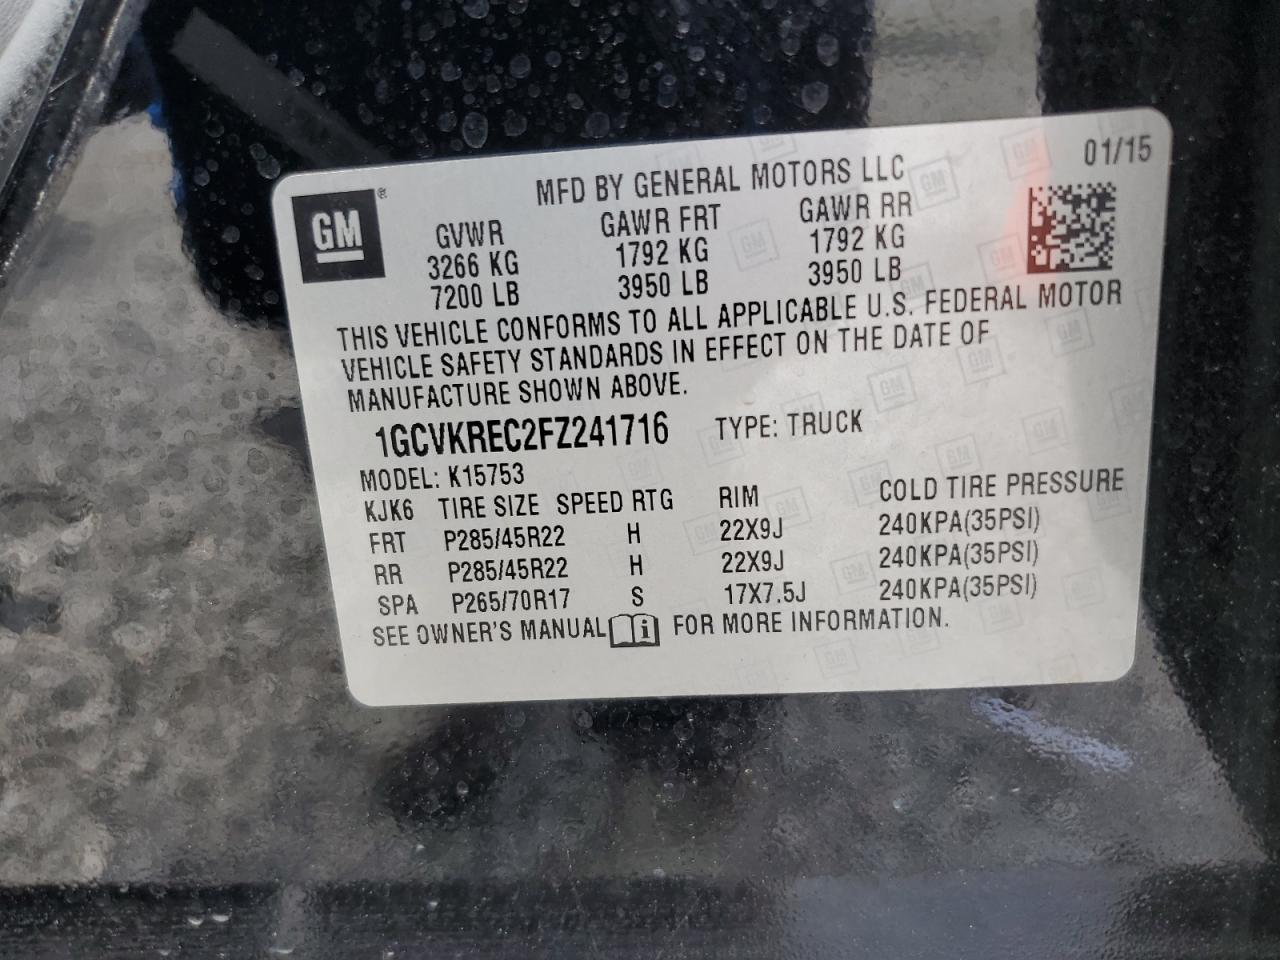 GM ®
MFD BY GENERAL MOTORS LLC 01/15
GVWR GAWR FRT GAWR RR
3266 KG 1792 KG 1792 KG
7200 LB 3950 LB 3950 LB
THIS VEHICLE CONFORMS TO ALL APPLICABLE U.S. FEDERAL MOTOR
VEHICLE SAFETY STANDARDS IN EFFECT ON THE DATE OF
MANUFACTURE SHOWN ABOVE.
1GCVKREC2FZ241716 TYPE: TRUCK
MODEL: K15753
KJK6 TIRE SIZE SPEED RTG RIM COLD TIRE PRESSURE
FRT P285/45R22 H 22X9J 240KPA(35PSI)
RR P285/45R22 H 22X9J 240KPA(35PSI)
SPA P265/70R17 S 17X7.5J 240KPA(35PSI)
SEE OWNER'S MANUAL i FOR MORE INFORMATION.